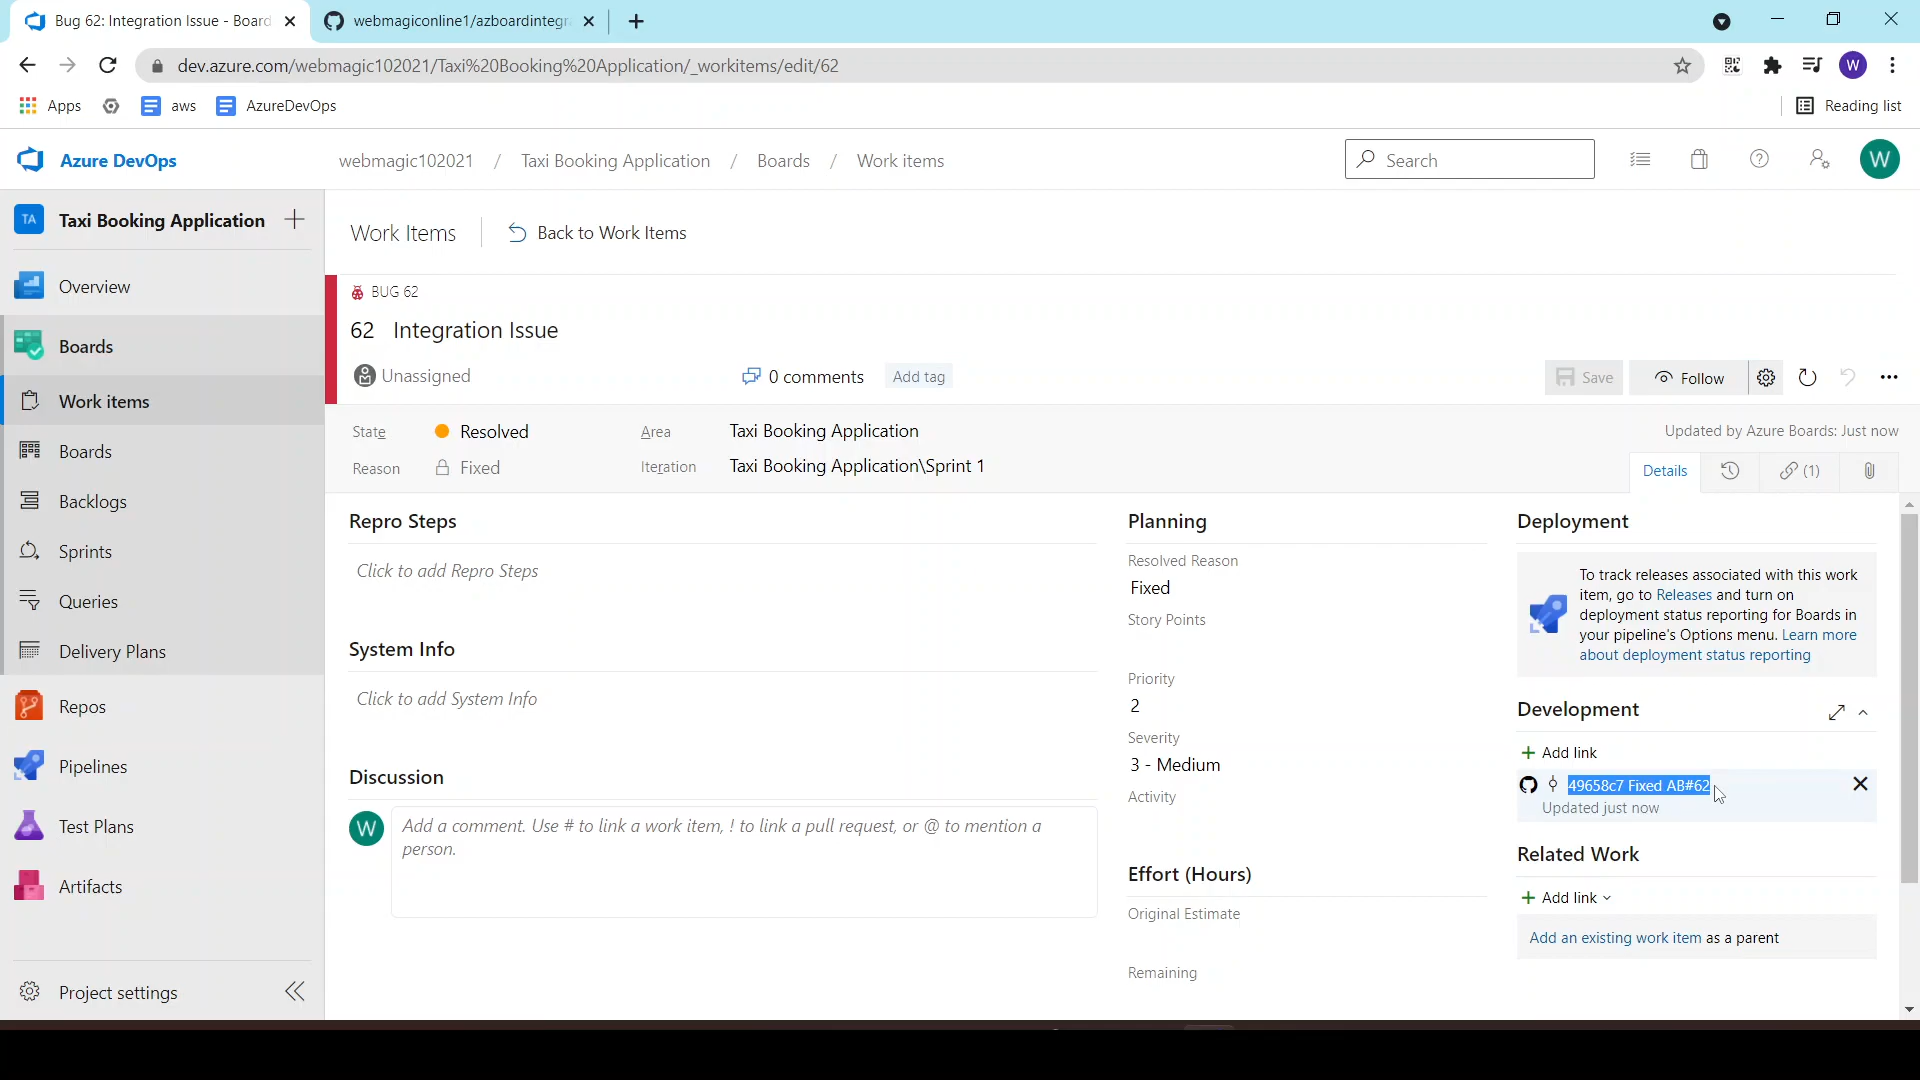 Bug 62: Integration Issue - Board
webmagiconline1/azboardintegr
dev.azure.com/webmagic102021/Taxi%20Booking%20Application/_workitems/edit/62
W
Apps
aws
AzureDevOps
Reading list
Azure DevOps
webmagic102021 / Taxi Booking Application / Boards / Work items
Search
W
TA Taxi Booking Application
Overview
Boards
Work items
Boards
Backlogs
Sprints
Queries
Delivery Plans
Repos
Pipelines
Test Plans
Artifacts
Project settings
Work Items
Back to Work Items
BUG 62
62 Integration Issue
Unassigned
0 comments
Add tag
Save
Follow
State Resolved
Area Taxi Booking Application
Updated by Azure Boards: Just now
Reason Fixed
Iteration Taxi Booking Application\Sprint 1
Details
(1)
Repro Steps
Click to add Repro Steps
System Info
Click to add System Info
Discussion
W
Add a comment. Use # to link a work item, ! to link a pull request, or @ to mention a
person.
Planning
Resolved Reason
Fixed
Story Points
Priority
2
Severity
3 - Medium
Activity
Effort (Hours)
Original Estimate
Remaining
Deployment
To track releases associated with this work
item, go to Releases and turn on
deployment status reporting for Boards in
your pipeline's Options menu. Learn more
about deployment status reporting
Development
Add link
49658c7 Fixed AB#62
Updated just now
Related Work
Add link
Add an existing work item as a parent